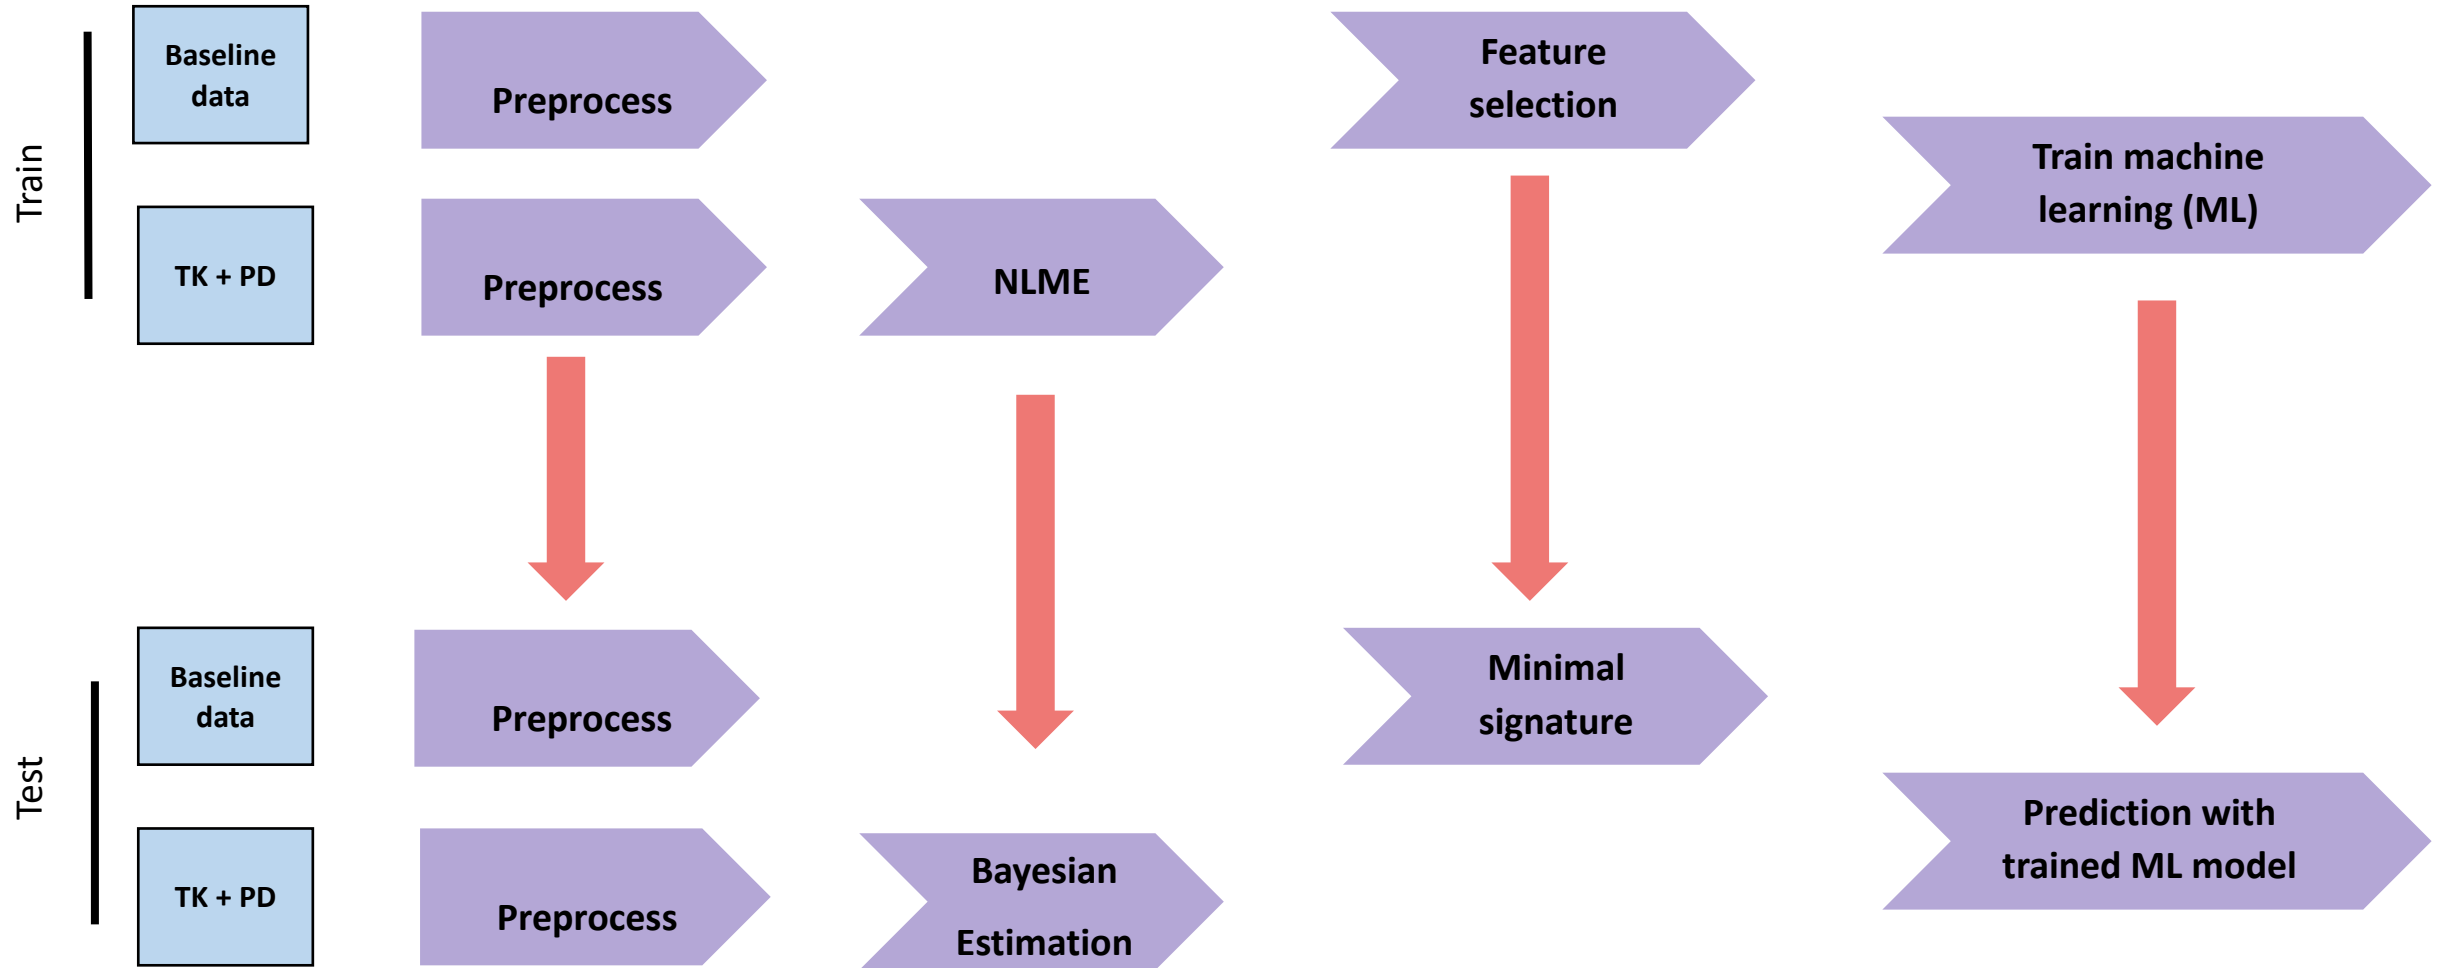 Train
Baseline
data
Preprocess
Feature
selection
Train machine
learning (ML)
TK + PD
Preprocess
NLME
Test
Baseline
data
Preprocess
Minimal
signature
TK + PD
Preprocess
Bayesian
Estimation
Prediction with
trained ML model